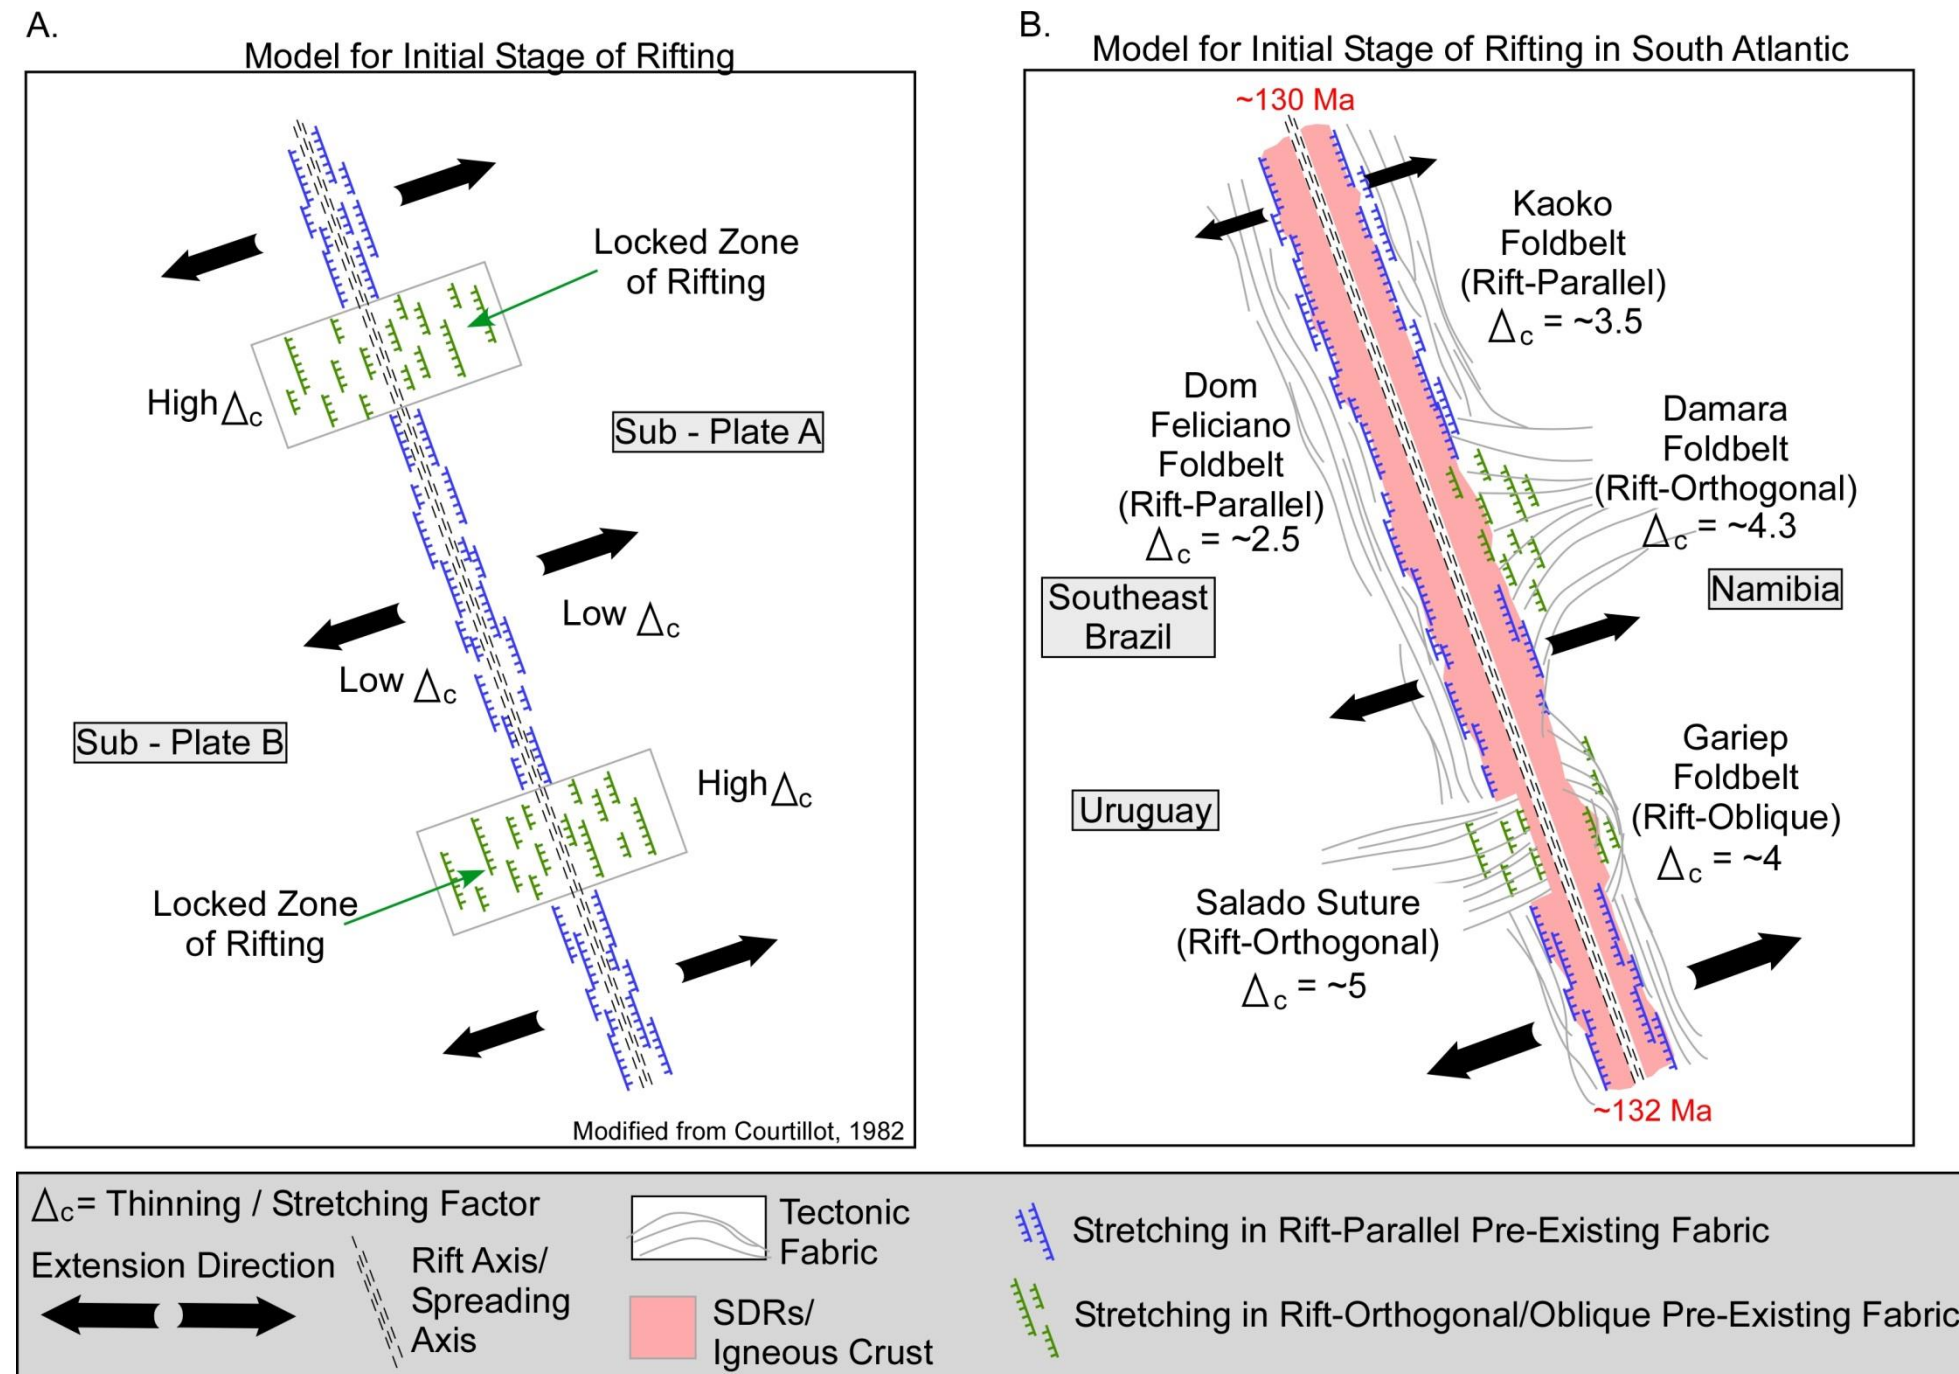 A.
Model for Initial Stage of Rifting
Locked Zone
of Rifting
High Δc
Sub - Plate A
Low Δc
Low Δc
Sub - Plate B
High Δc
Locked Zone
of Rifting
Modified from Courtillot, 1982
B.
Model for Initial Stage of Rifting in South Atlantic
~130 Ma
Kaoko
Foldbelt
(Rift-Parallel)
Δc = ~3.5
Dom
Feliciano
Foldbelt
(Rift-Parallel)
Δc = ~2.5
Damara
Foldbelt
(Rift-Orthogonal)
Δc = ~4.3
Southeast
Brazil
Namibia
Uruguay
Gariep
Foldbelt
(Rift-Oblique)
Δc = ~4
Salado Suture
(Rift-Orthogonal)
Δc = ~5
~132 Ma
Δc = Thinning / Stretching Factor
Extension Direction
Rift Axis/
Spreading
Axis
Tectonic
Fabric
SDRs/
Igneous Crust
Stretching in Rift-Parallel Pre-Existing Fabric
Stretching in Rift-Orthogonal/Oblique Pre-Existing Fabric